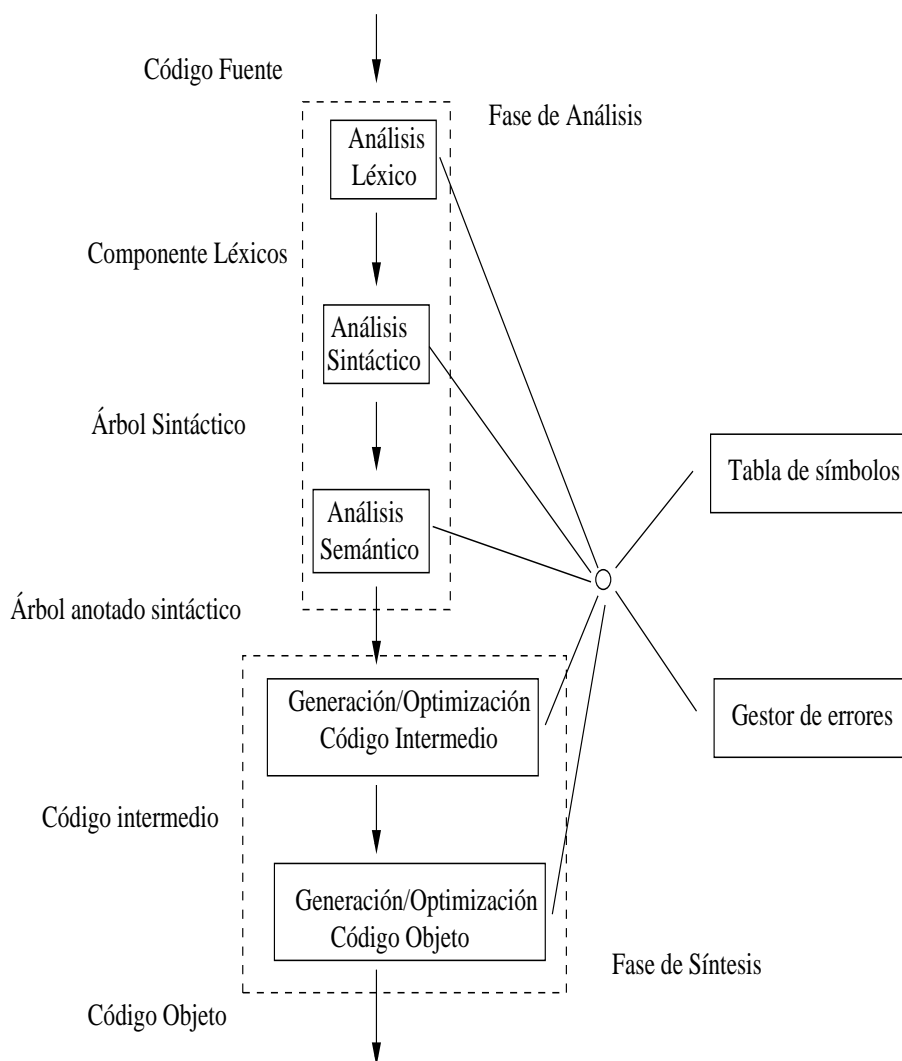 Código Fuente
Fase de Análisis
Análisis
Léxico
Componente Léxicos
Análisis
Sintáctico
Árbol Sintáctico
Tabla de símbolos
Análisis
Semántico
Árbol anotado sintáctico
Generación/Optimización
Código Intermedio
Gestor de errores
Código intermedio
Generación/Optimización
Código Objeto
Fase de Síntesis
Código Objeto